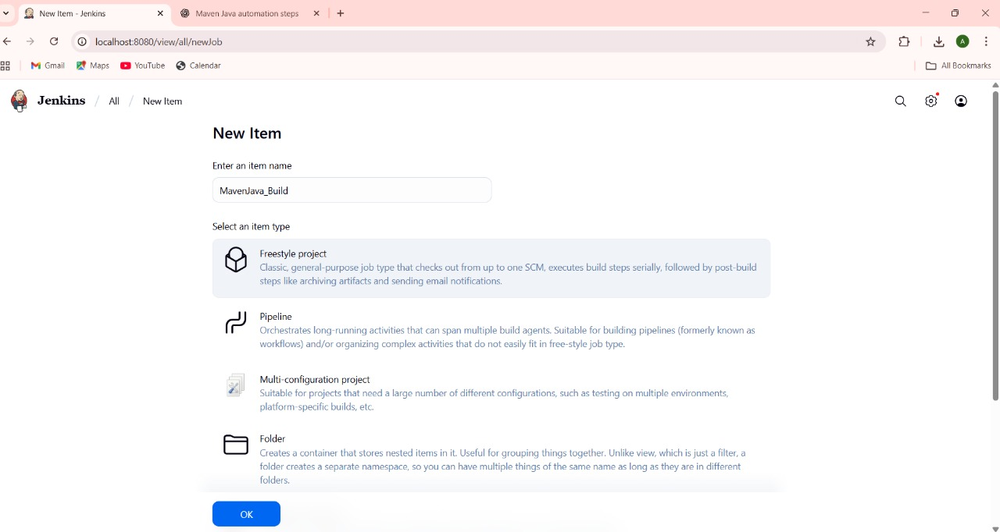 New Item - Jenkins
Maven Java automation steps
localhost:8080/view/all/newJob
A
Gmail
Maps
YouTube
Calendar
All Bookmarks
Jenkins / All / New Item
New Item
Enter an item name
MavenJava_Build
Select an item type
Freestyle project
Classic, general-purpose job type that checks out from up to one SCM, executes build steps serially, followed by post-build
steps like archiving artifacts and sending email notifications.
Pipeline
Orchestrates long-running activities that can span multiple build agents. Suitable for building pipelines (formerly known as
workflows) and/or organizing complex activities that do not easily fit in free-style job type.
Multi-configuration project
Suitable for projects that need a large number of different configurations, such as testing on multiple environments,
platform-specific builds, etc.
Folder
Creates a container that stores nested items in it. Useful for grouping things together. Unlike view, which is just a filter, a
folder creates a separate namespace, so you can have multiple things of the same name as long as they are in different
folders.
OK